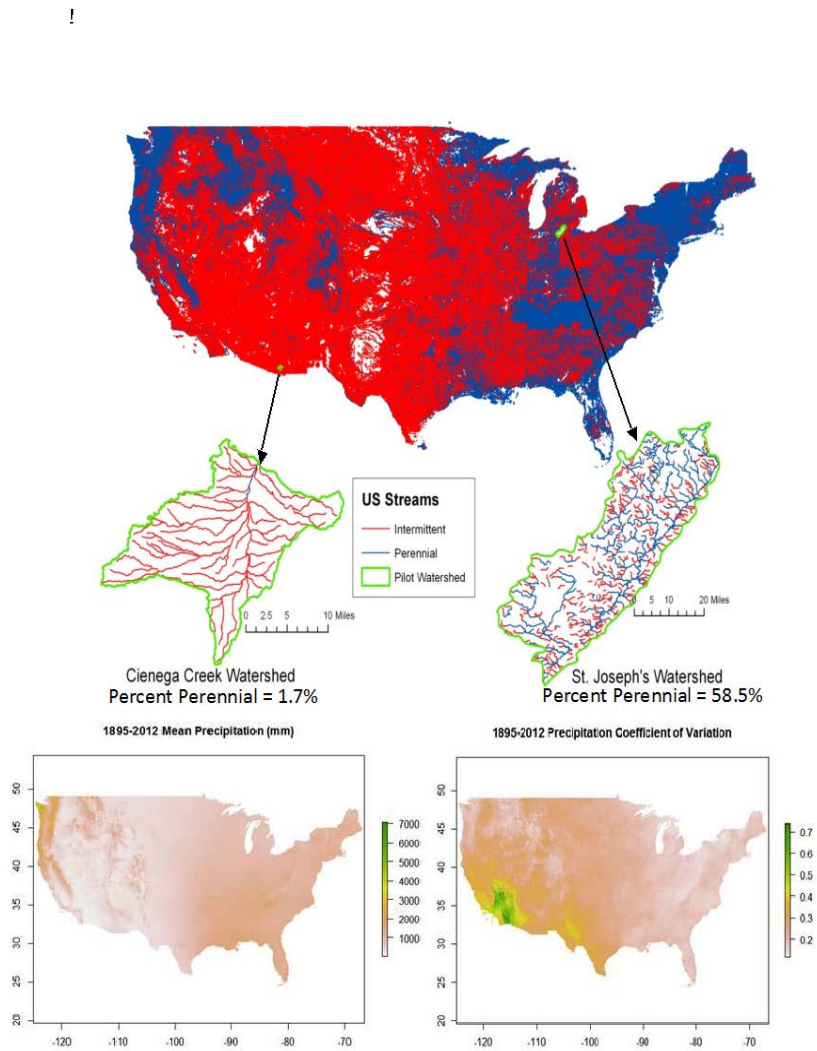 !
US Streams
Intermittent
Perennial
Pilot Watershed
0 2.5 5 10 Miles
0 5 10 20 Miles
Cienega Creek Watershed
Percent Perennial = 1.7%
St. Joseph's Watershed
Percent Perennial = 58.5%
1895-2012 Mean Precipitation (mm)
50
45
40
35
30
25
20
-120 -110 -100 -90 -80 -70
7000
6000
5000
4000
3000
2000
1000
1895-2012 Precipitation Coefficient of Variation
50
45
40
35
30
25
20
-120 -110 -100 -90 -80 -70
0.7
0.6
0.5
0.4
0.3
0.2